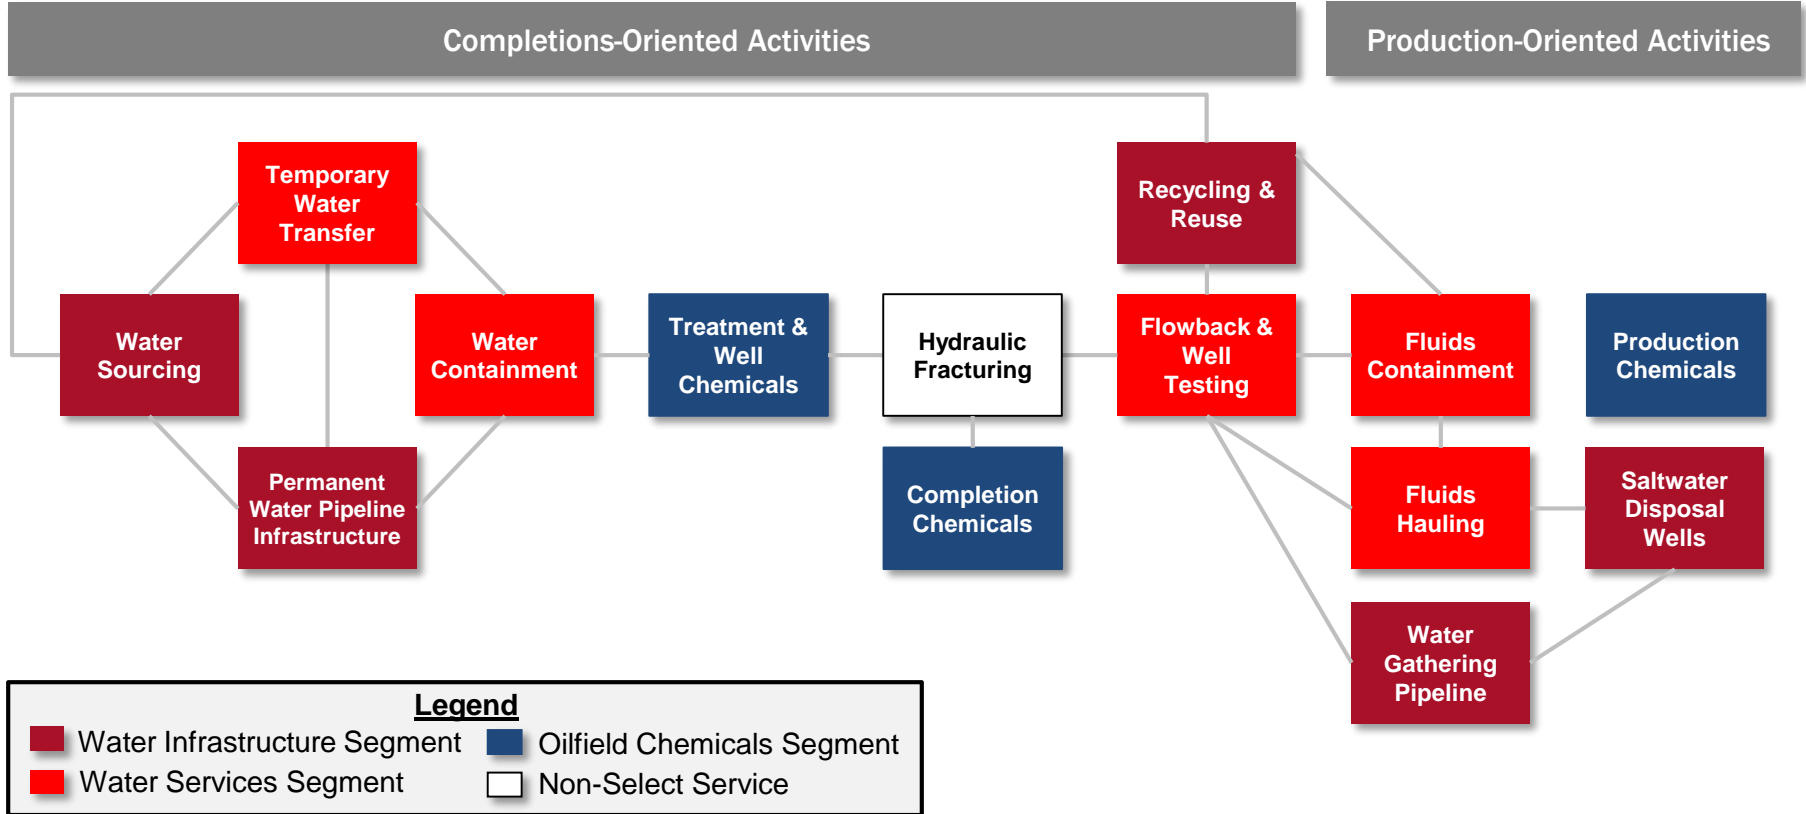 Completions-Oriented Activities
Production-Oriented Activities
Temporary
Water
Transfer
Recycling &
Reuse
Water
Sourcing
Water
Containment
Treatment &
Well
Chemicals
Hydraulic
Fracturing
Flowback &
Well
Testing
Fluids
Containment
Production
Chemicals
Permanent
Water Pipeline
Infrastructure
Completion
Chemicals
Fluids
Hauling
Saltwater
Disposal
Wells
Water
Gathering
Pipeline
Legend
Water Infrastructure Segment
Oilfield Chemicals Segment
Water Services Segment
Non-Select Service